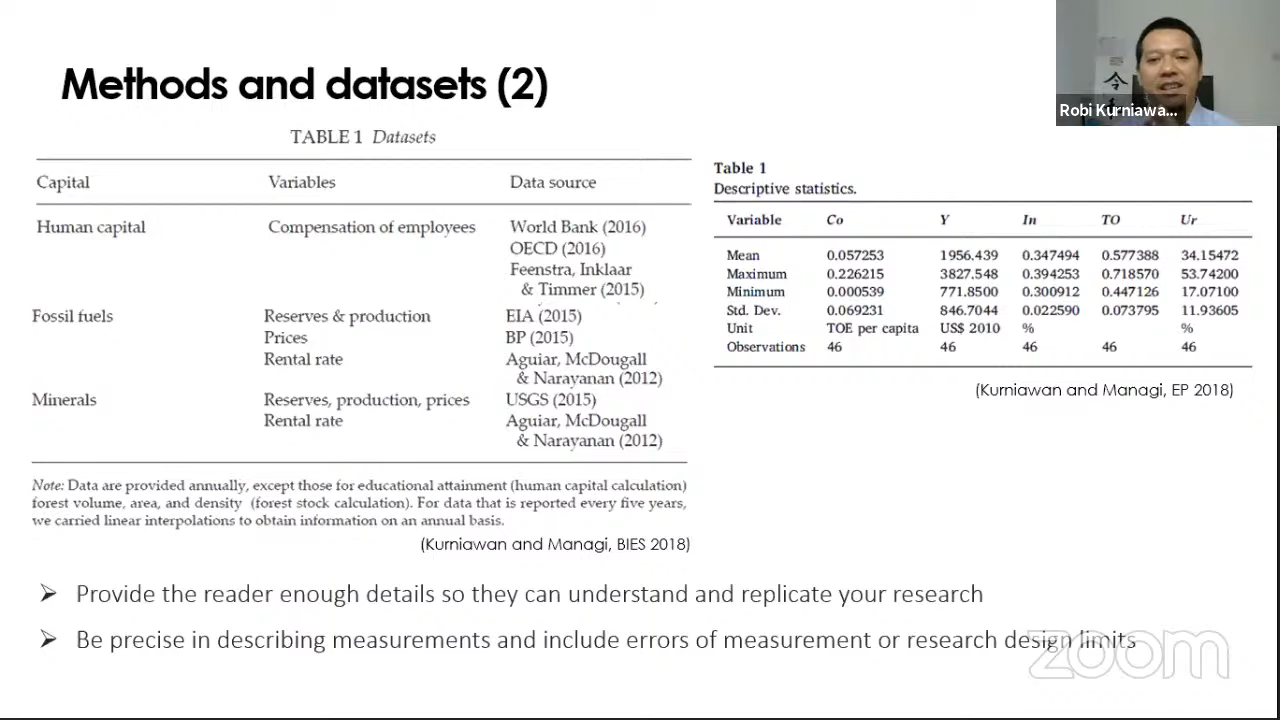 Methods and datasets (2)
TABLE 1 Datasets
Capital Variables Data source
Human capital Compensation of employees World Bank (2016)
OECD (2016)
Feenstra, Inklaar
& Timmer (2015)
Fossil fuels Reserves & production EIA (2015)
Prices BP (2015)
Rental rate Aguiar, McDougall
& Narayanan (2012)
Minerals Reserves, production, prices USGS (2015)
Rental rate Aguiar, McDougall
& Narayanan (2012)
Note: Data are provided annually, except those for educational attainment (human capital calculation)
forest volume, area, and density (forest stock calculation). For data that is reported every five years,
we carried linear interpolations to obtain information on an annual basis.
(Kurniawan and Managi, BIES 2018)
Table 1
Descriptive statistics.
Variable Co Y In TO Ur
Mean 0.057253 1956.439 0.347494 0.577388 34.15472
Maximum 0.226215 3827.548 0.394253 0.718570 53.74200
Minimum 0.000539 771.8500 0.300912 0.447126 17.07100
Std. Dev. 0.069231 846.7044 0.022590 0.073795 11.93605
Unit TOE per capita US$ 2010 % %
Observations 46 46 46 46 46
(Kurniawan and Managi, EP 2018)
➢ Provide the reader enough details so they can understand and replicate your research
➢ Be precise in describing measurements and include errors of measurement or research design limits
令
Robi Kurniawa...
zoom